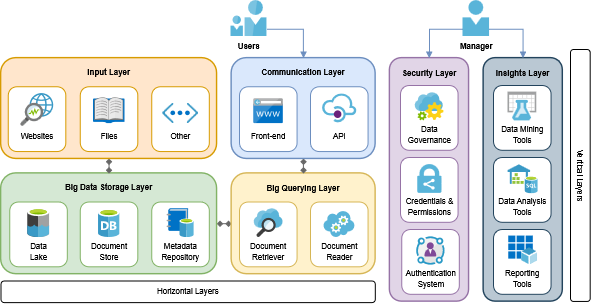 Users
Manager
Input Layer
Websites
Files
Other
Communication Layer
WWW
Front-end
API
Security Layer
Data
Governance
Credentials &
Permissions
Authentication
System
Insights Layer
Data Mining
Tools
SQL
Data Analysis
Tools
Reporting
Tools
Big Data Storage Layer
Data
Lake
DB
Document
Store
Metadata
Repository
Big Querying Layer
Document
Retriever
Document
Reader
Horizontal Layers
Vertical Layers